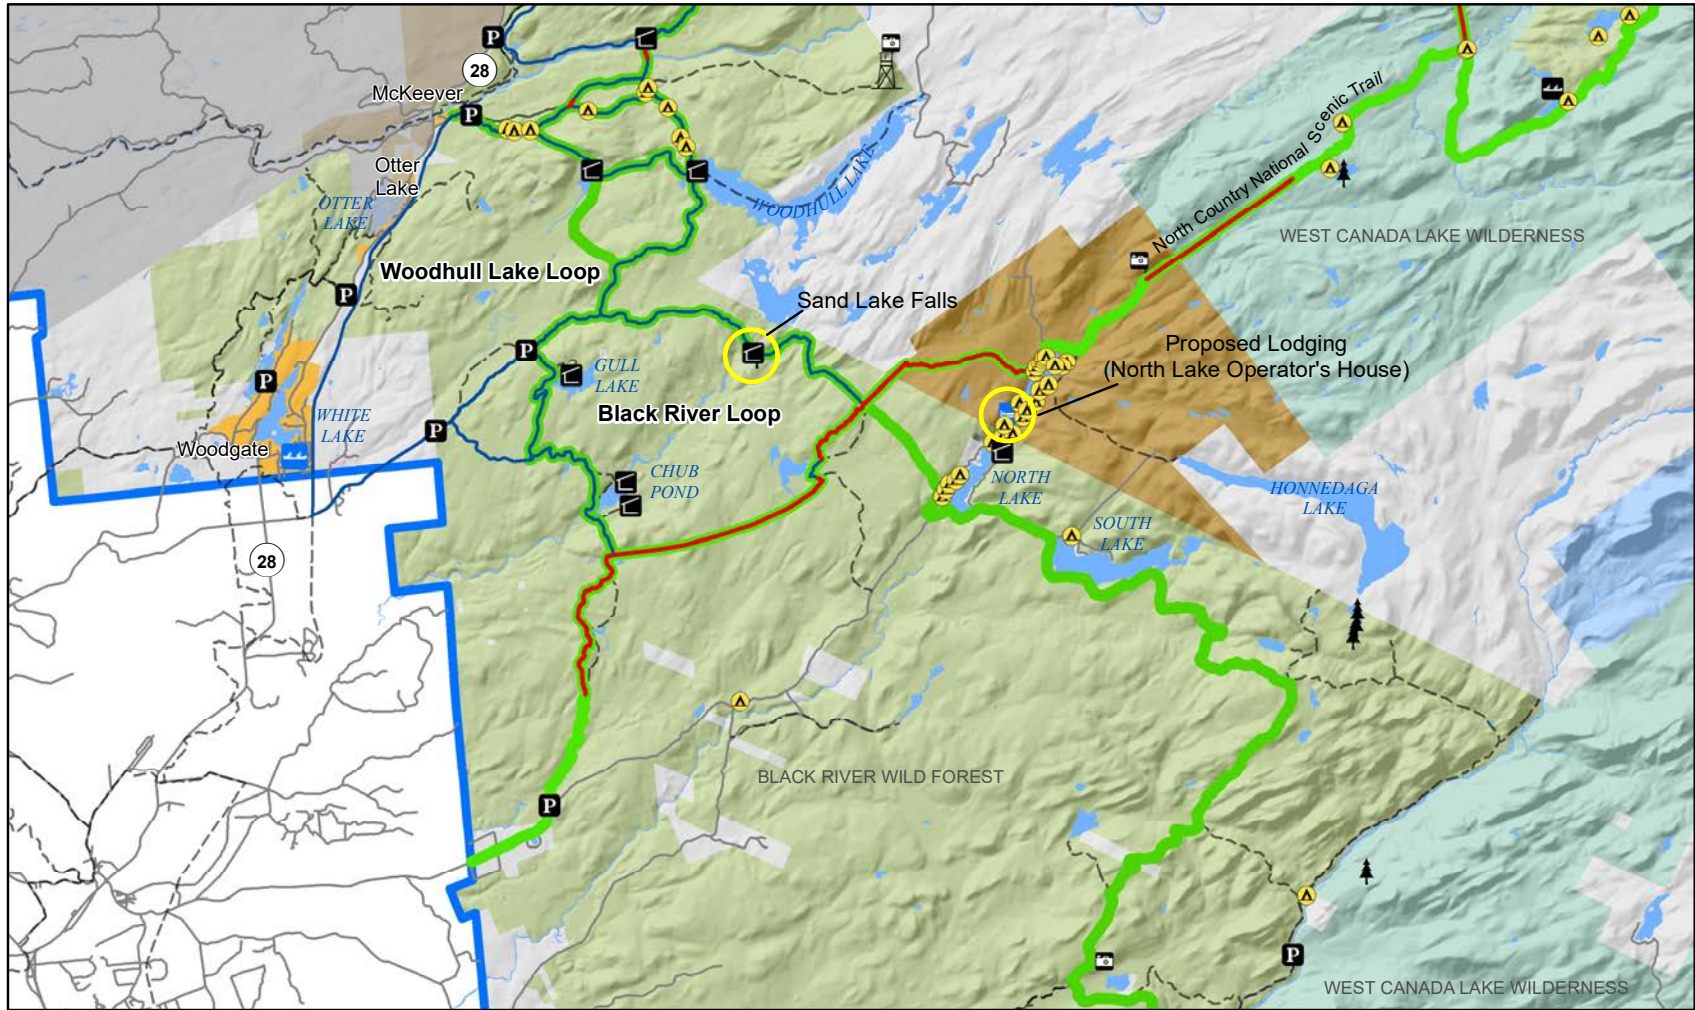 P
28
McKeever
P
Otter
Lake
OTTER
LAKE
WOODHULL LAKE
North Country National Scenic Trail
WEST CANADA LAKE WILDERNESS
Woodhull Lake Loop
P
Sand Lake Falls
Proposed Lodging
(North Lake Operator's House)
P
GULL
LAKE
P
Black River Loop
WHITE
LAKE
P
Woodgate
CHUB
POND
NORTH
LAKE
HONNEDAGA
LAKE
SOUTH
LAKE
28
BLACK RIVER WILD FOREST
P
P
WEST CANADA LAKE WILDERNESS